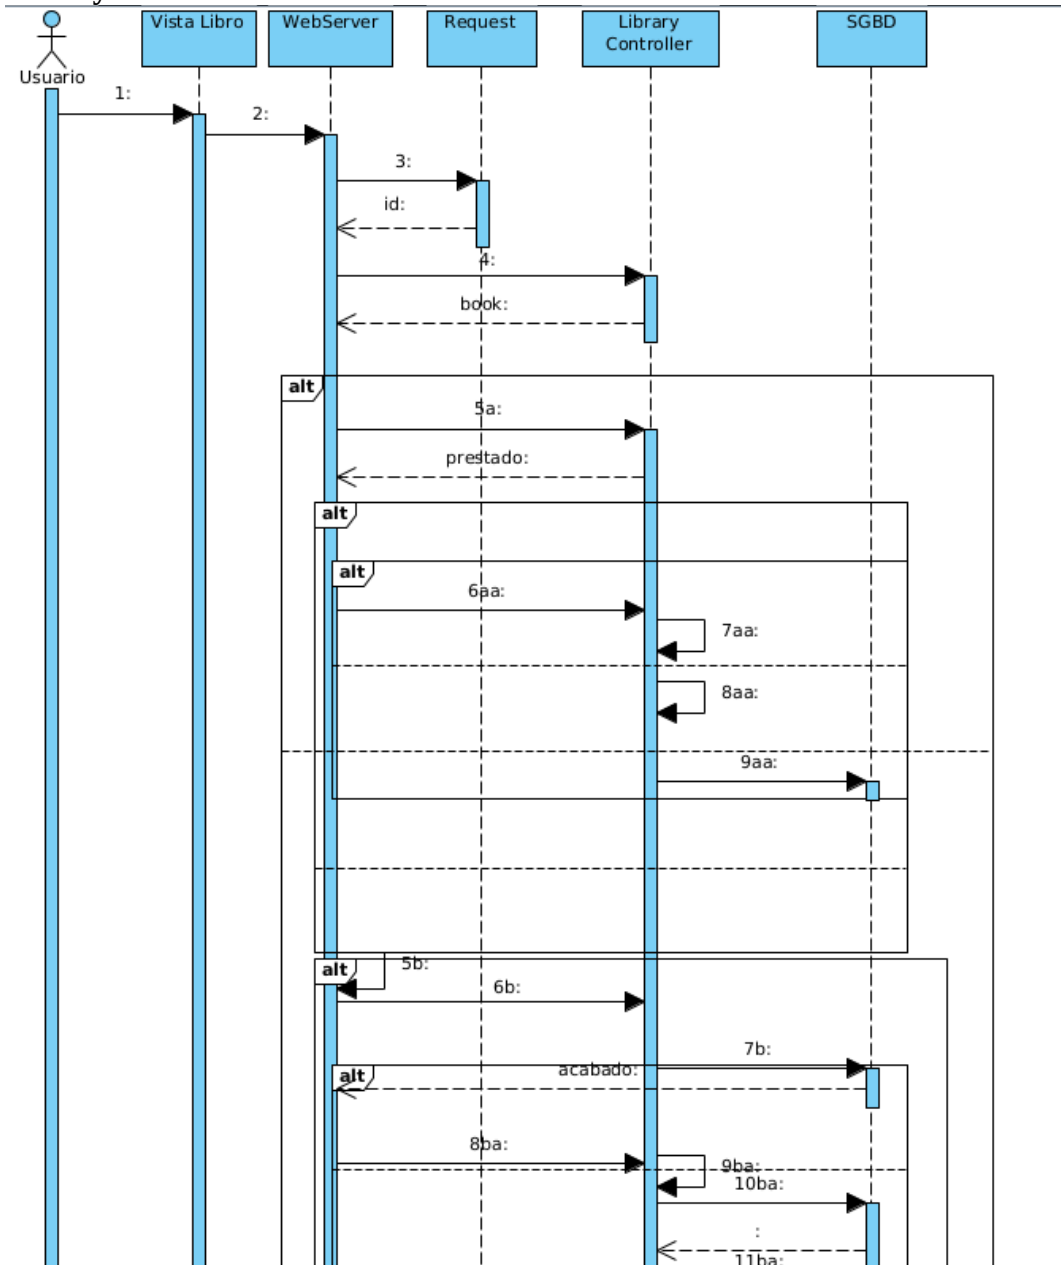 Vista Libro
WebServer
Request
Library
Controller
SGBD
Usuario
1:
2:
3:
id:
4:
book:
alt
5a:
prestado:
alt
alt
6aa:
7aa:
8aa:
9aa:
alt
5b:
6b:
7b:
alt
acabado:
8ba:
9ba:
10ba:
:
11ba: